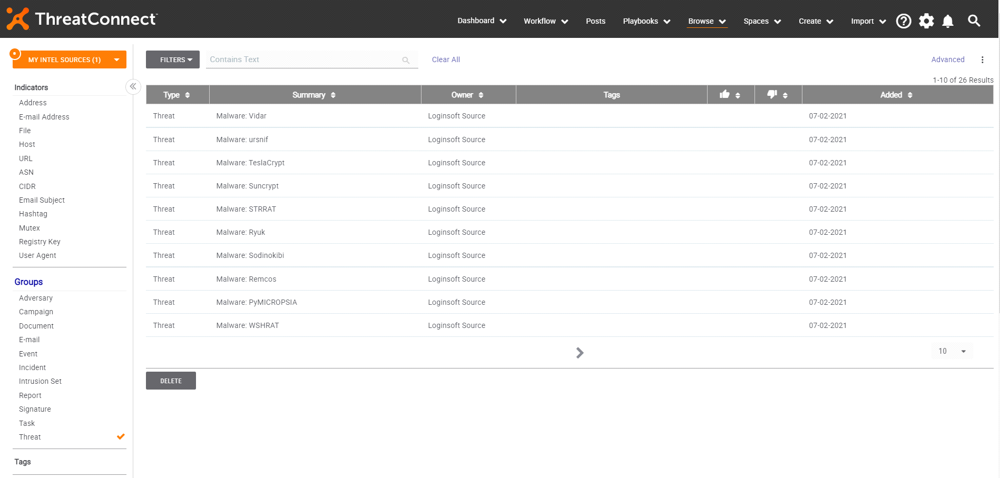 ThreatConnect™
Dashboard Workflow Posts Playbooks Browse Spaces Create Import
MY INTEL SOURCES (1)
Indicators
Address
E-mail Address
File
Host
URL
ASN
CIDR
Email Subject
Hashtag
Mutex
Registry Key
User Agent
Groups
Adversary
Campaign
Document
E-mail
Event
Incident
Intrusion Set
Report
Signature
Task
Threat
Tags
FILTERS Contains Text Clear All Advanced
1-10 of 26 Results
Type Summary Owner Tags Added
Threat Malware: Vidar Loginsoft Source 07-02-2021
Threat Malware: ursnif Loginsoft Source 07-02-2021
Threat Malware: TeslaCrypt Loginsoft Source 07-02-2021
Threat Malware: Suncrypt Loginsoft Source 07-02-2021
Threat Malware: STRRAT Loginsoft Source 07-02-2021
Threat Malware: Ryuk Loginsoft Source 07-02-2021
Threat Malware: Sodinokibi Loginsoft Source 07-02-2021
Threat Malware: Remcos Loginsoft Source 07-02-2021
Threat Malware: PyMICROPSIA Loginsoft Source 07-02-2021
Threat Malware: WSHRAT Loginsoft Source 07-02-2021
10
DELETE